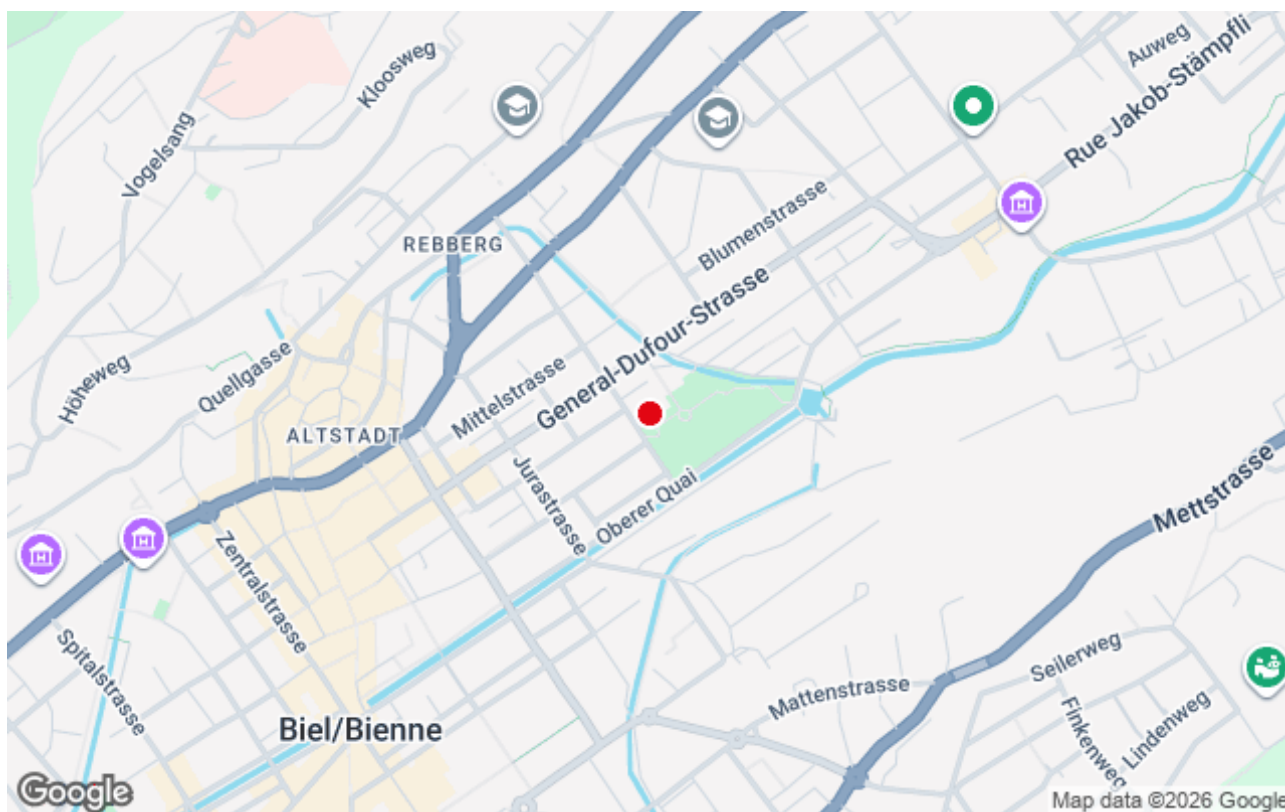 Kloosweg
Auweg
Rue Jakob-Stämpfli
Vogelsang
REBBERG
Blumenstrasse
General-Dufour-Strasse
Höheweg
Quellgasse
Mittelstrasse
ALTSTADT
Jurastrasse
Oberer Quai
Mettstrasse
Zentralstrasse
Spitalstrasse
Seilerweg
Mattenstrasse
Finkenweg
Lindenweg
Biel/Bienne
Google
Map data ©2026 Google